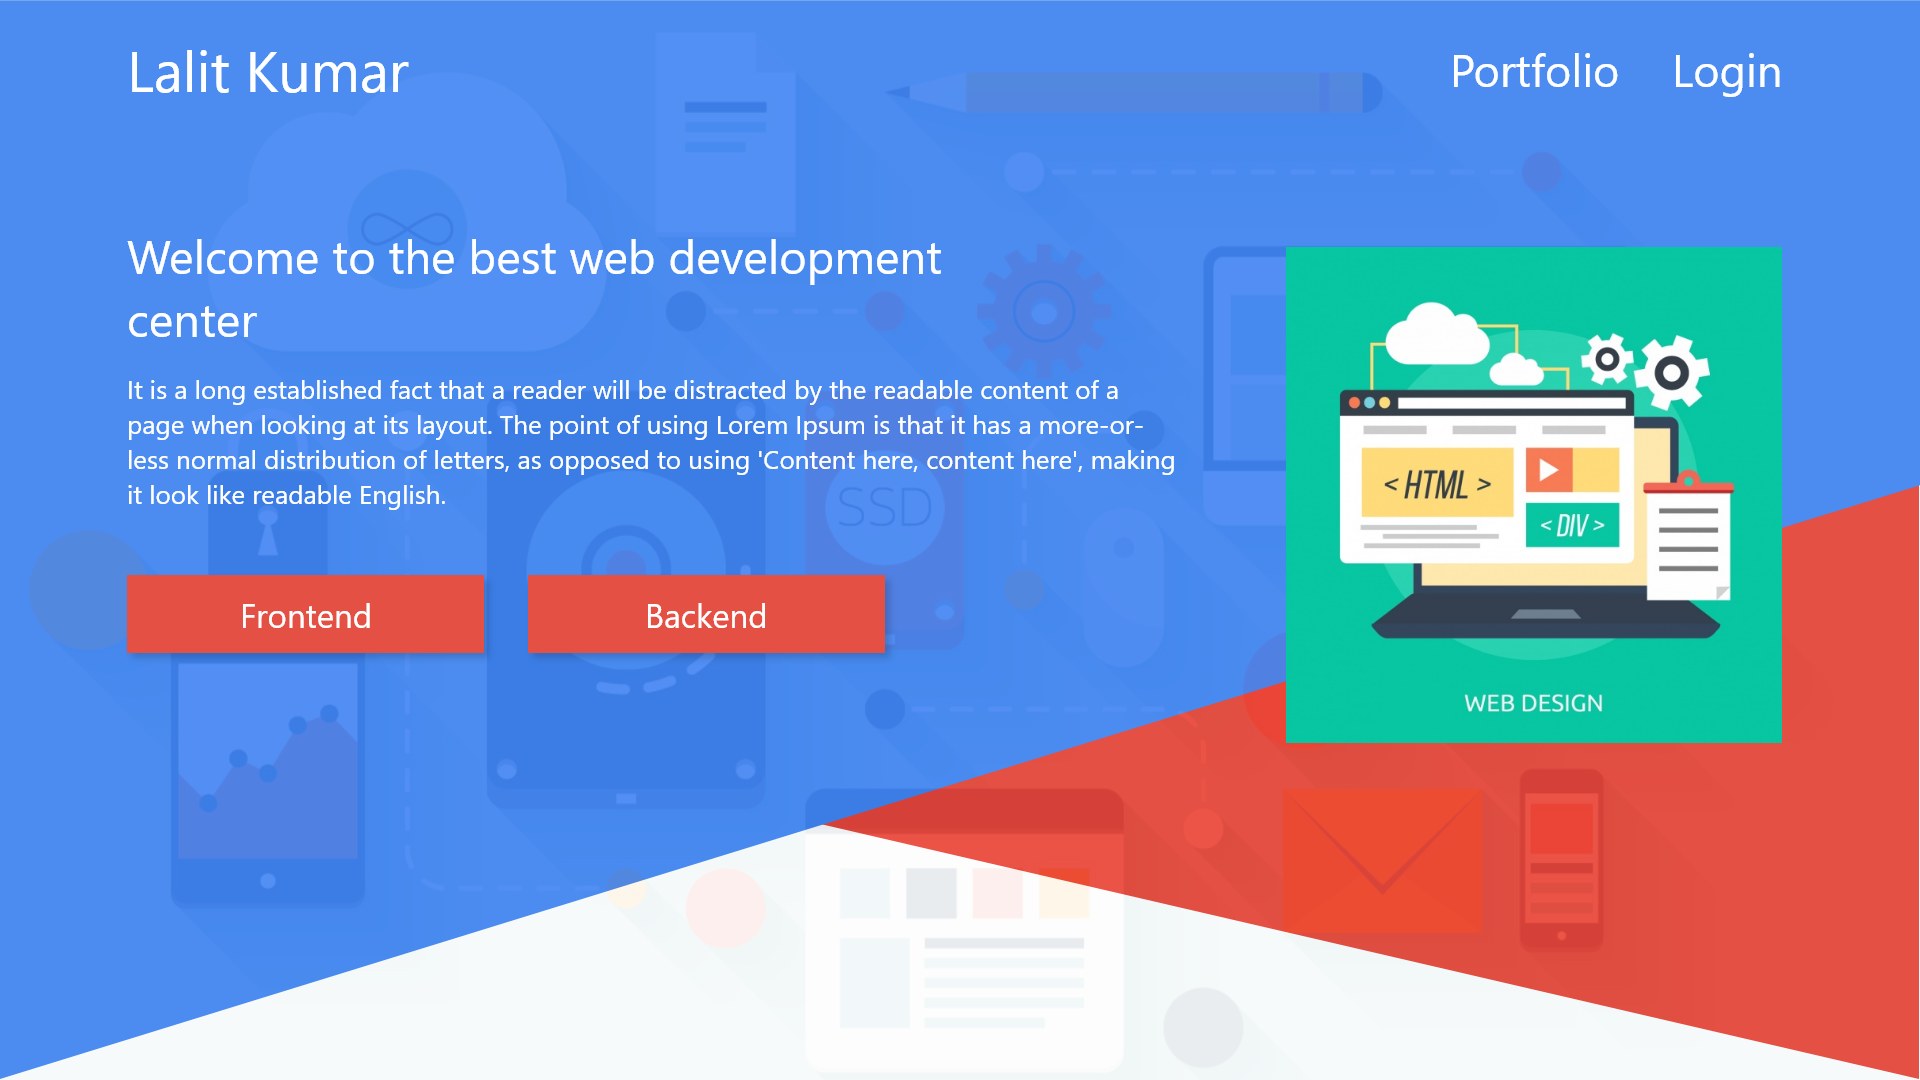 Lalit Kumar
Portfolio Login
Welcome to the best web development
center
It is a long established fact that a reader will be distracted by the readable content of a
page when looking at its layout. The point of using Lorem Ipsum is that it has a more-or-
less normal distribution of letters, as opposed to using 'Content here, content here', making
it look like readable English.
SSD
Frontend
Backend
< HTML >
< DIV >
WEB DESIGN